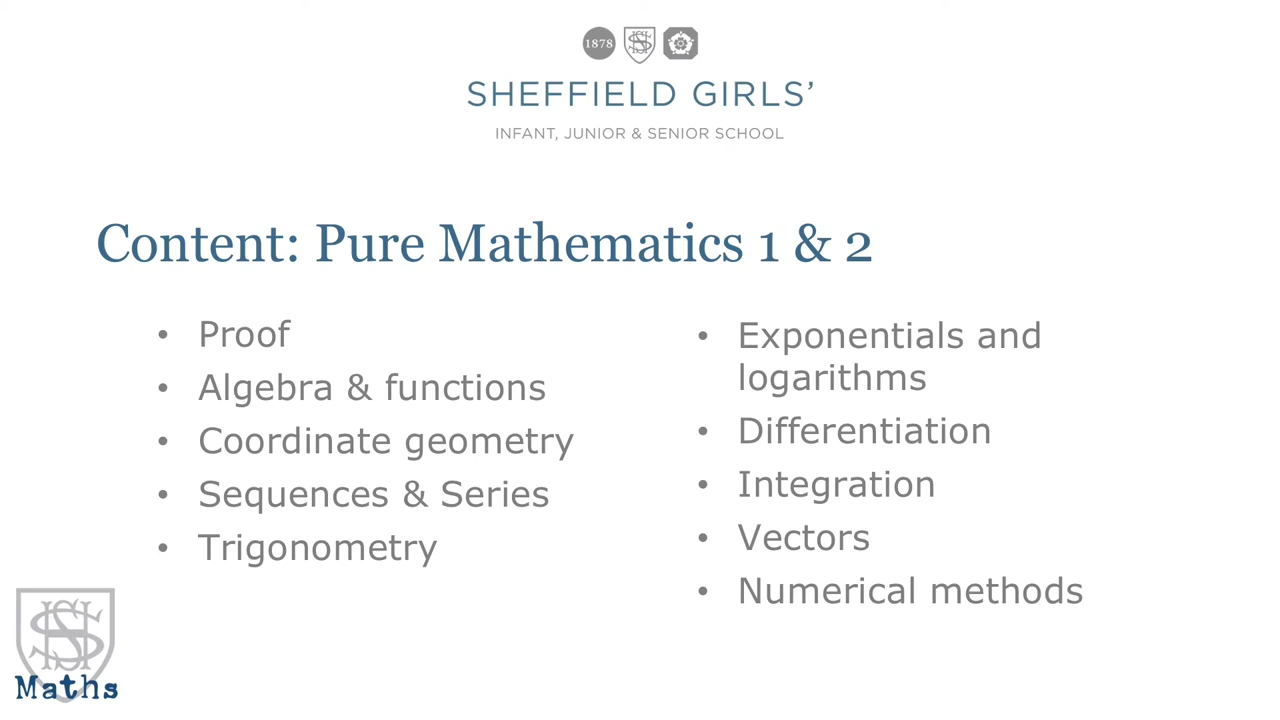 1878
SHEFFIELD GIRLS’
INFANT, JUNIOR & SENIOR SCHOOL
Content: Pure Mathematics 1 & 2
• Proof
• Algebra & functions
• Coordinate geometry
• Sequences & Series
• Trigonometry
• Exponentials and
logarithms
• Differentiation
• Integration
• Vectors
• Numerical methods
Maths